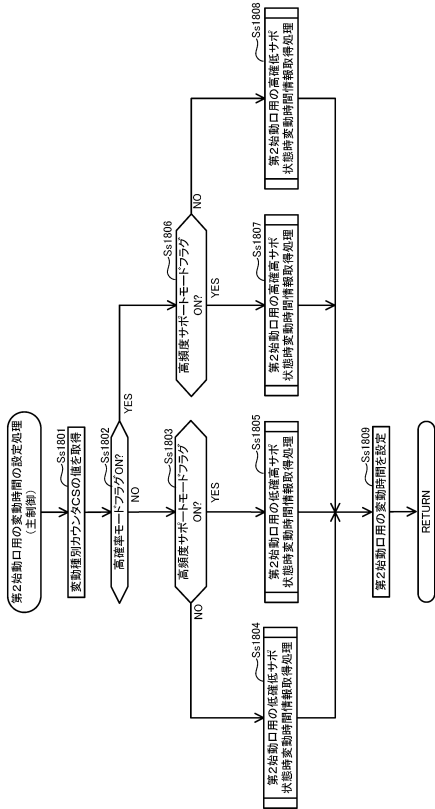 第2始動口用の変動時間の設定処理
(主制御)
Ss1801
変動種別カウンタCSの値を取得
Ss1802
高確率モードフラグON?
YES
NO
Ss1803
高頻度サポートモードフラグ
ON?
NO
YES
Ss1806
高頻度サポートモードフラグ
ON?
NO
YES
Ss1804
第2始動口用の低確低サポ
状態時変動時間情報取得処理
Ss1805
第2始動口用の低確高サポ
状態時変動時間情報取得処理
Ss1807
第2始動口用の高確高サポ
状態時変動時間情報取得処理
Ss1808
第2始動口用の高確低サポ
状態時変動時間情報取得処理
Ss1809
第2始動口用の変動時間を設定
RETURN